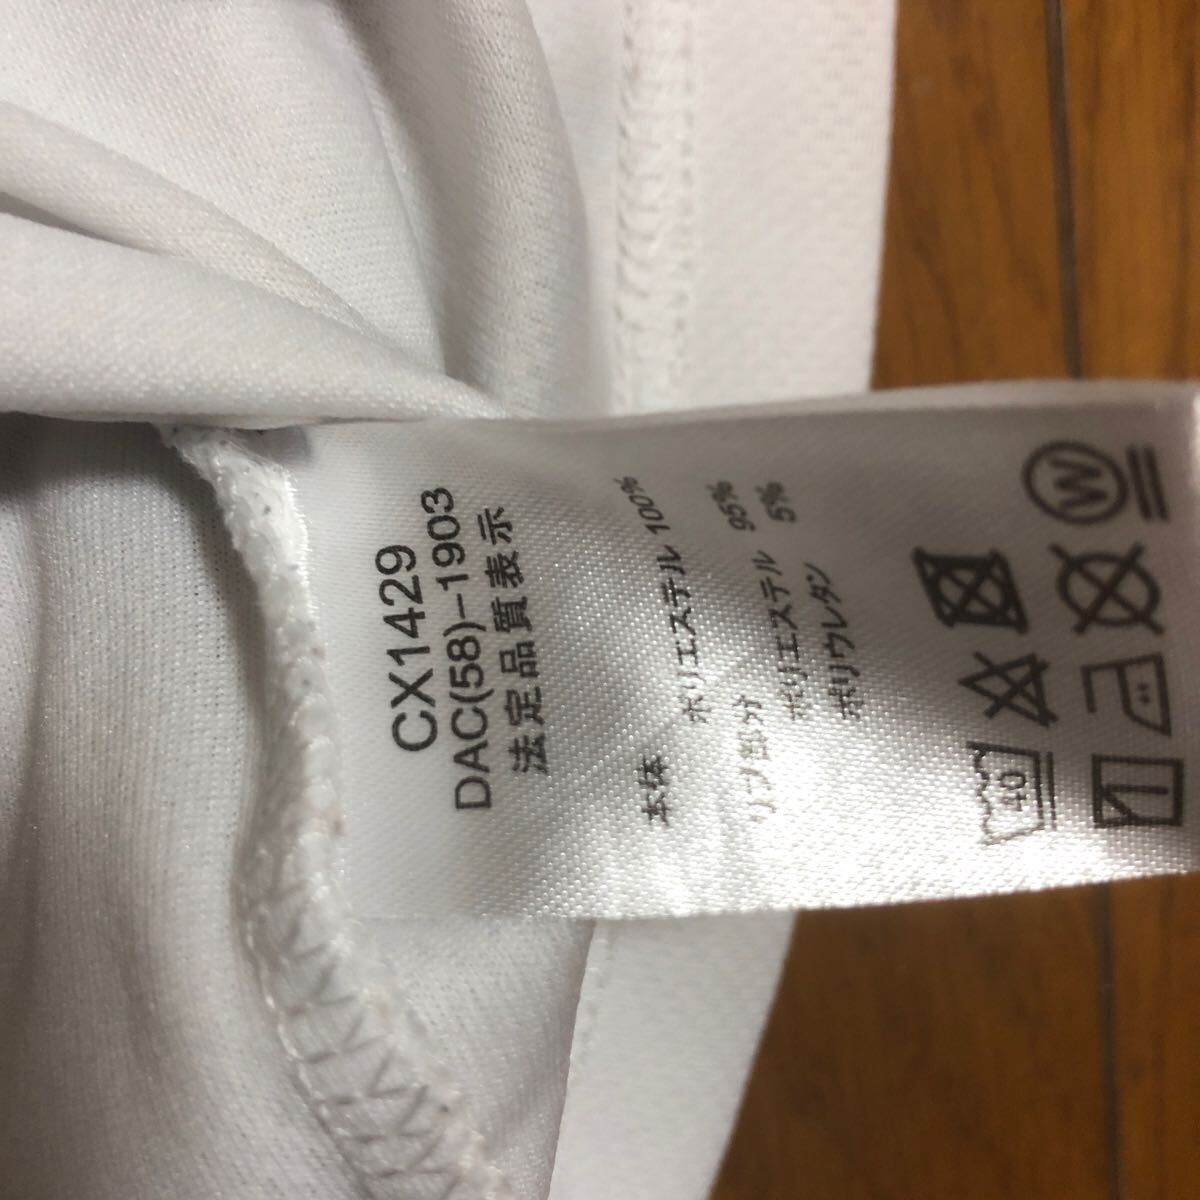 CX1429
DAC(58)-1903
法定品質表示
本体
ポリエステル 100%
リブ部分
ポリエステル 95%
ポリウレタン 5%
40
W